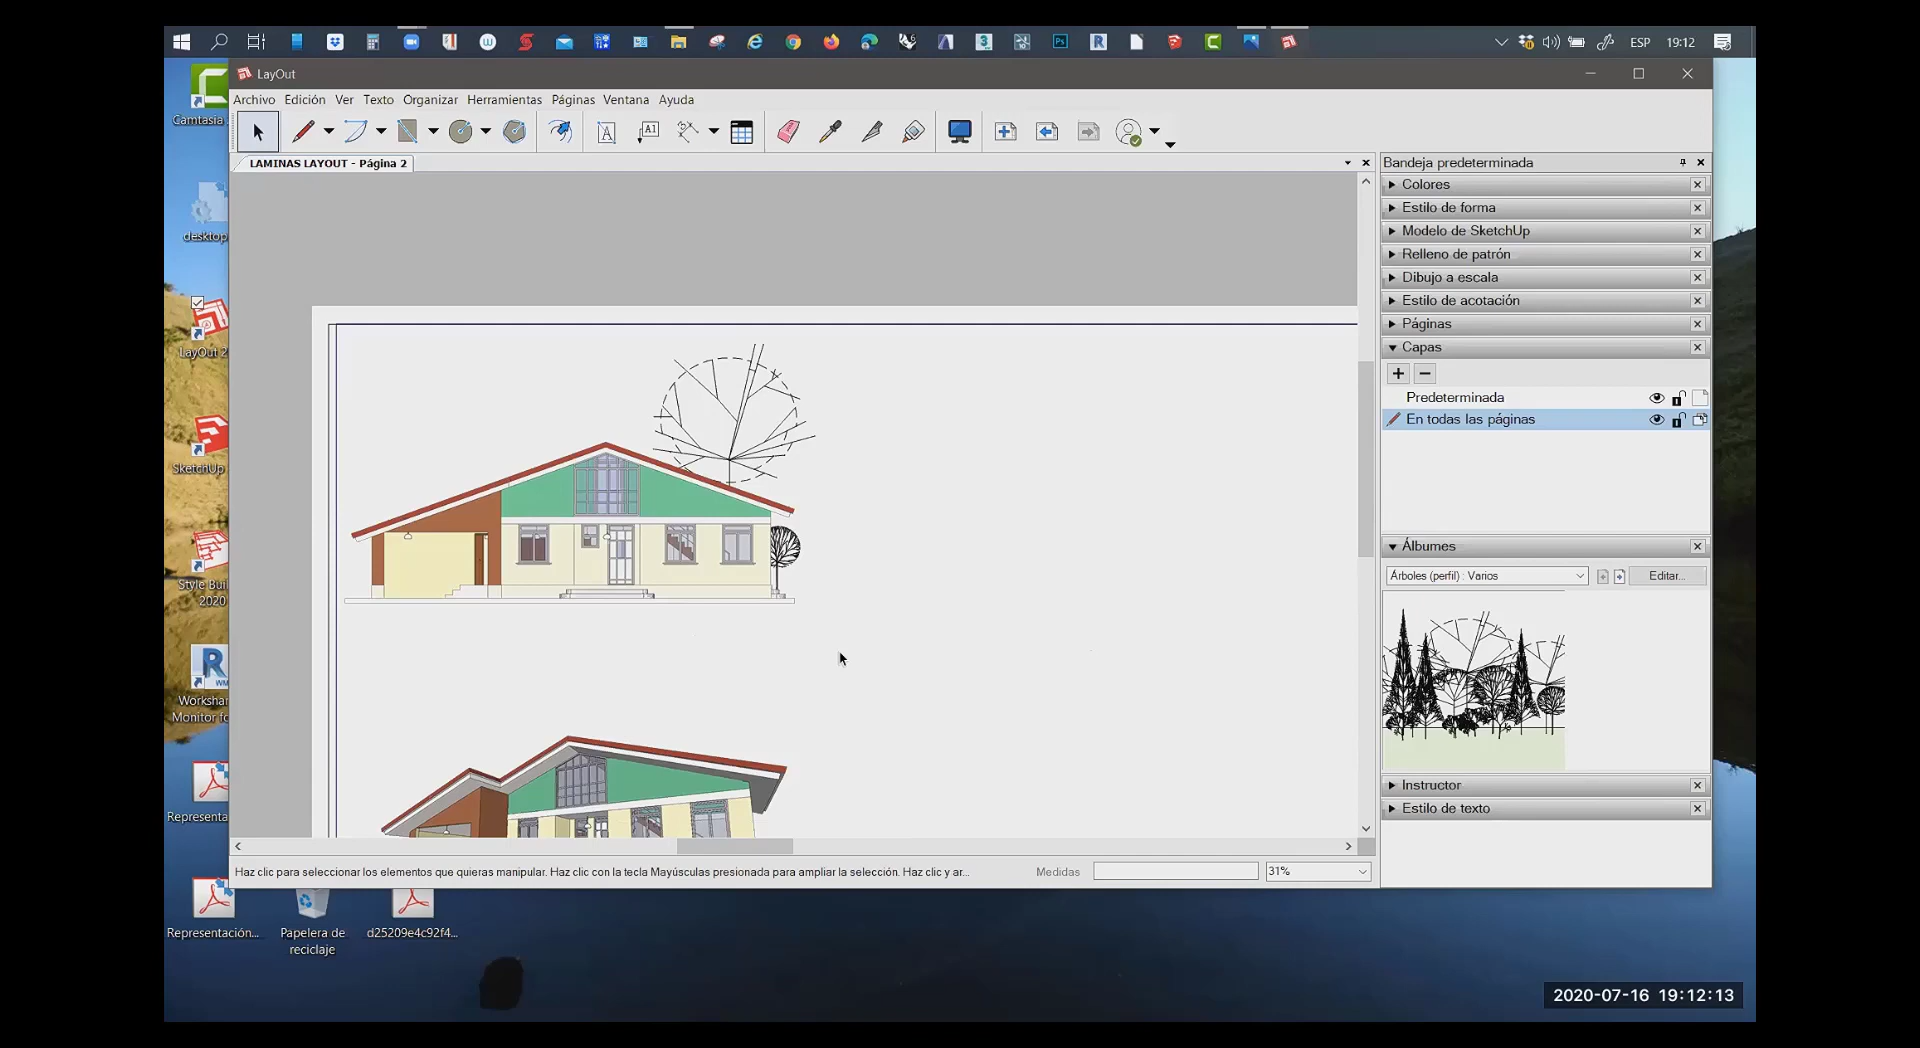 ESP
19:12
LayOut
Archivo Edición Ver Texto Organizar Herramientas Páginas Ventana Ayuda
LAMINAS LAYOUT - Página 2
Bandeja predeterminada
Colores
Estilo de forma
Modelo de SketchUp
Relleno de patrón
Dibujo a escala
Estilo de acotación
Páginas
Capas
Predeterminada
En todas las páginas
Álbumes
Árboles (perfil) : Varios
Editar...
Instructor
Estilo de texto
Haz clic para seleccionar los elementos que quieras manipular. Haz clic con la tecla Mayúsculas presionada para ampliar la selección. Haz clic y ar...
Medidas
31%
Camtasia
desktop
LayOut 2
SketchUp
Style Bui
2020
Worksha
Monitor fo
Representa
Representación...
Papelera de
reciclaje
d25209e4c92f4...
2020-07-16 19:12:13